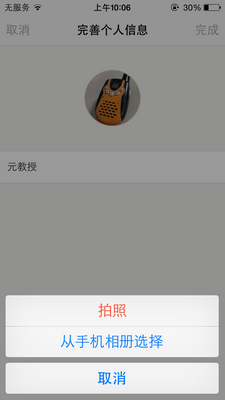 无服务 上午10:06 30%
取消 完善个人信息 完成
元教授
拍照
从手机相册选择
取消